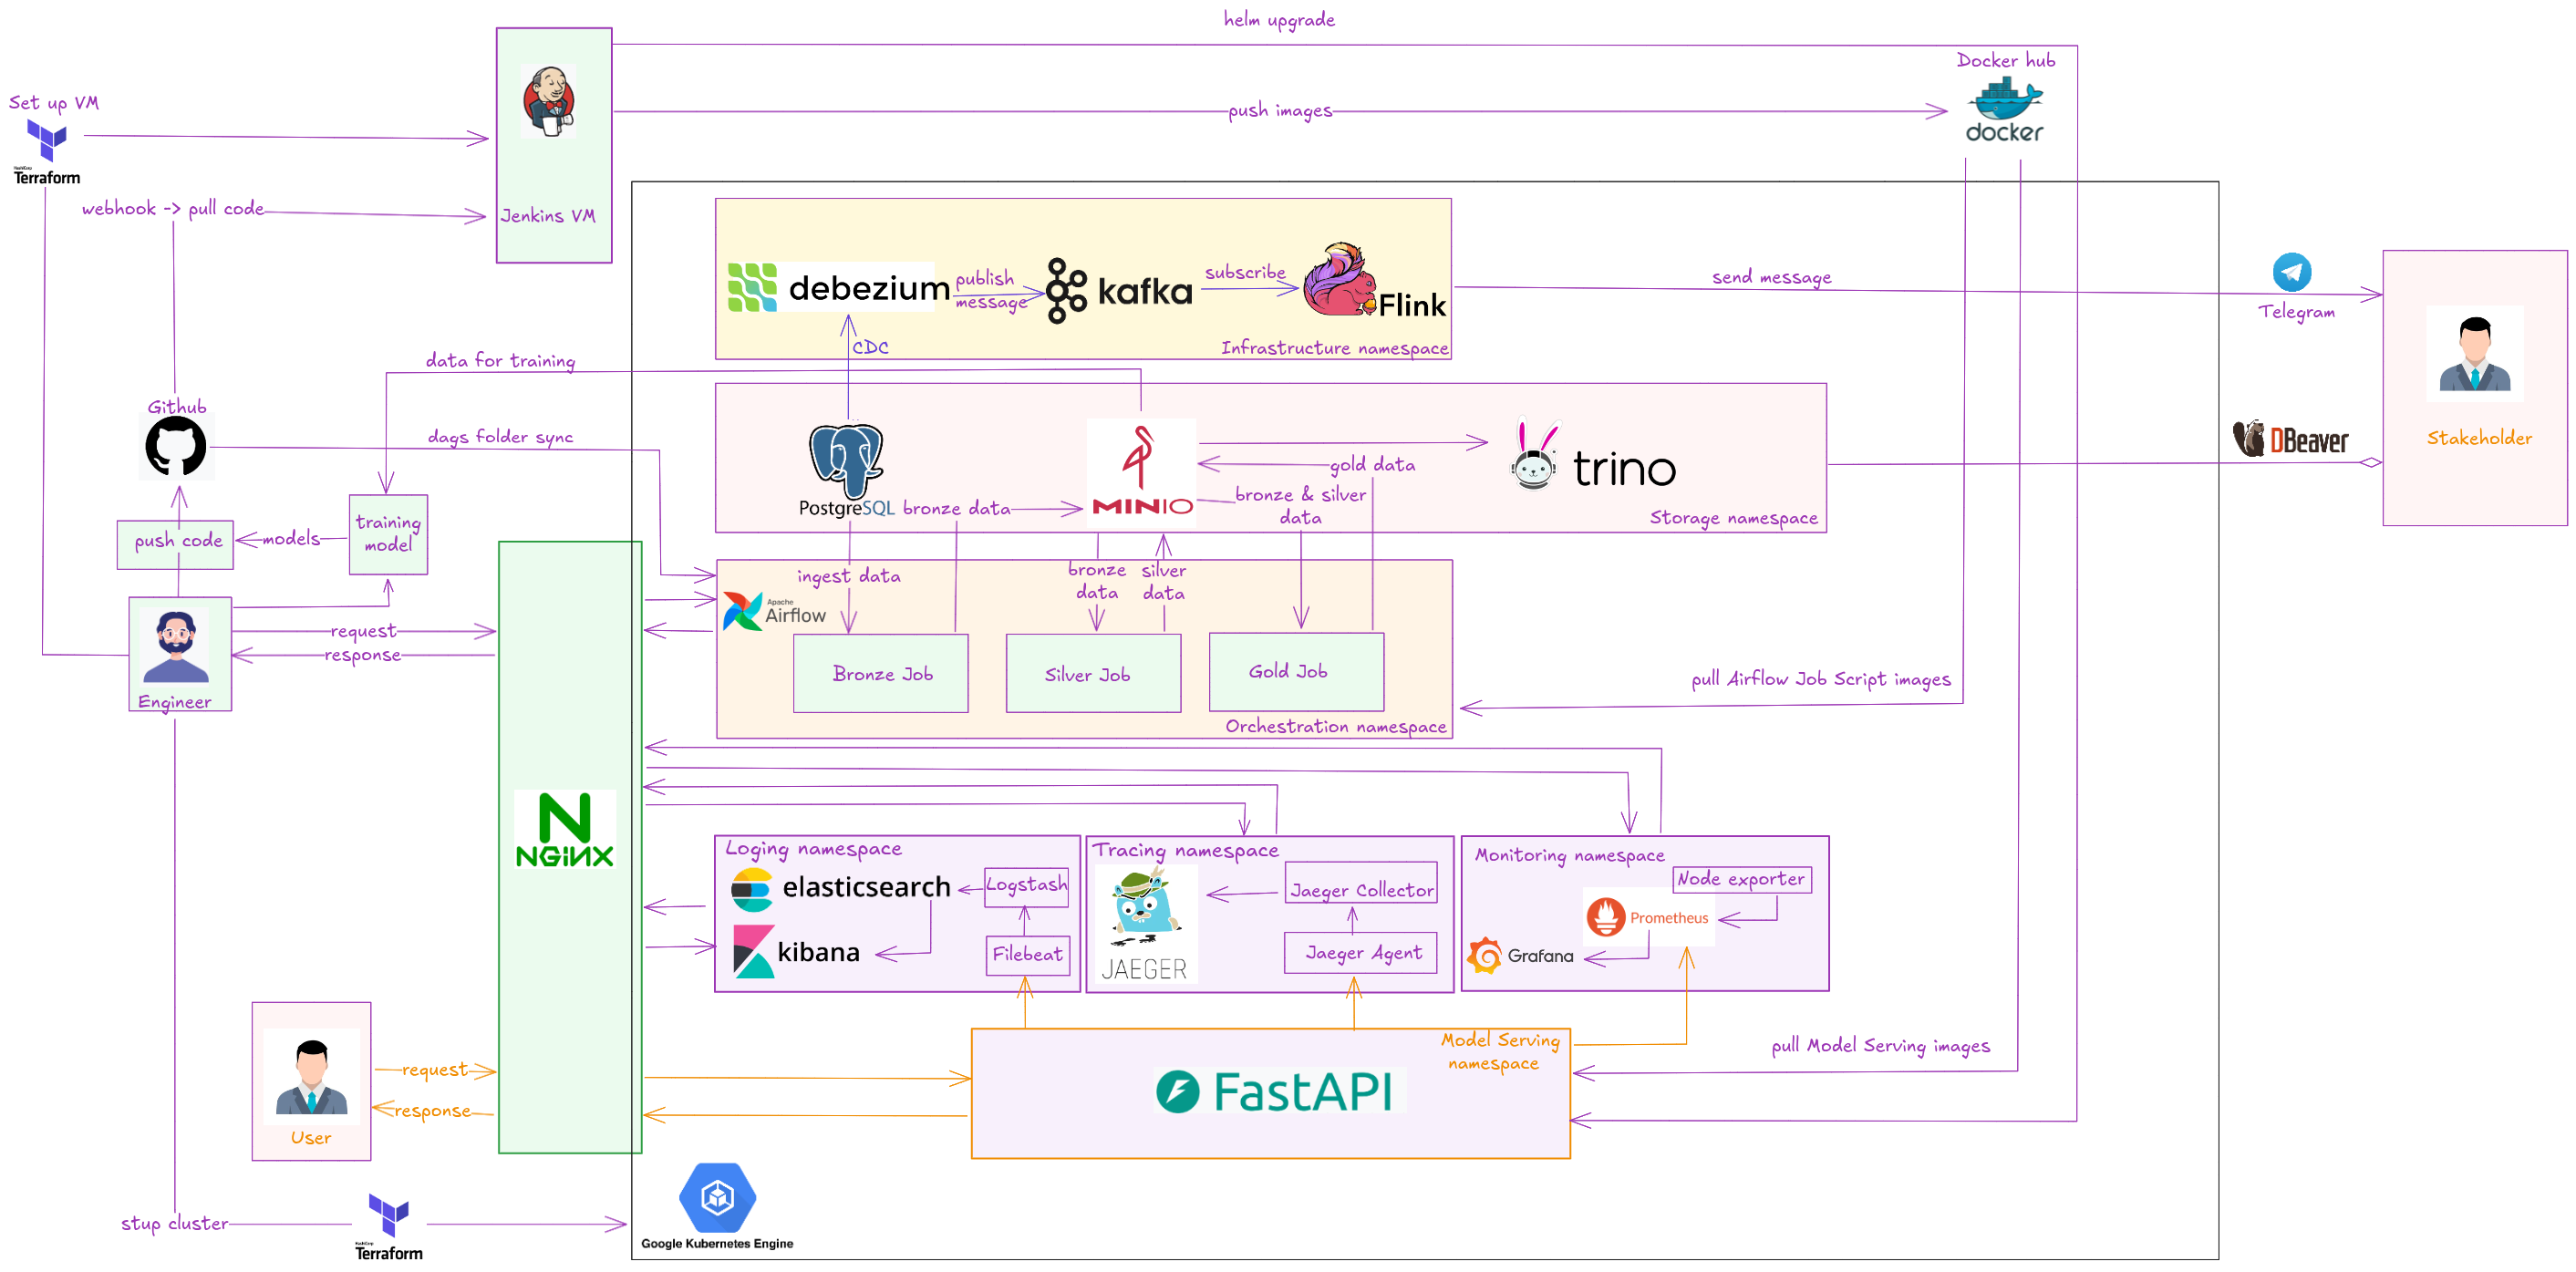 helm upgrade
Docker hub
docker
push images
Set up VM
HashiCorp
Terraform
webhook -> pull code
Jenkins VM
debezium
publish
message
kafka
subscribe
Flink
send message
Telegram
CDC
Infrastructure namespace
data for training
Github
dags folder sync
PostgreSQL
bronze data
MINIO
gold data
bronze & silver
data
trino
Storage namespace
DBeaver
Stakeholder
push code
models
training
model
ingest data
bronze
data
silver
data
Apache
Airflow
Bronze Job
Silver Job
Gold Job
Orchestration namespace
request
response
Engineer
pull Airflow Job Script images
NGINX
Loging namespace
elasticsearch
Logstash
kibana
Filebeat
Tracing namespace
JAEGER
Jaeger Collector
Jaeger Agent
Monitoring namespace
Node exporter
Prometheus
Grafana
Model Serving
namespace
FastAPI
pull Model Serving images
request
response
User
stup cluster
HashiCorp
Terraform
Google Kubernetes Engine